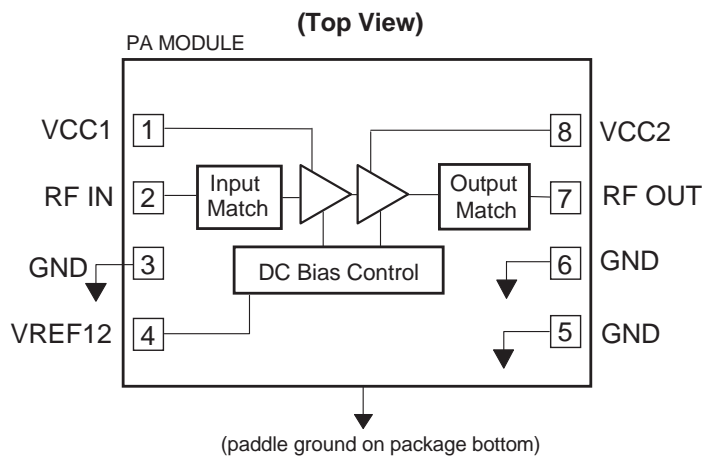 (Top View)
PA MODULE
VCC1 1
8 VCC2
RF IN 2
Input
Match
Output
Match
7 RF OUT
GND 3
DC Bias Control
6 GND
VREF12 4
5 GND
(paddle ground on package bottom)